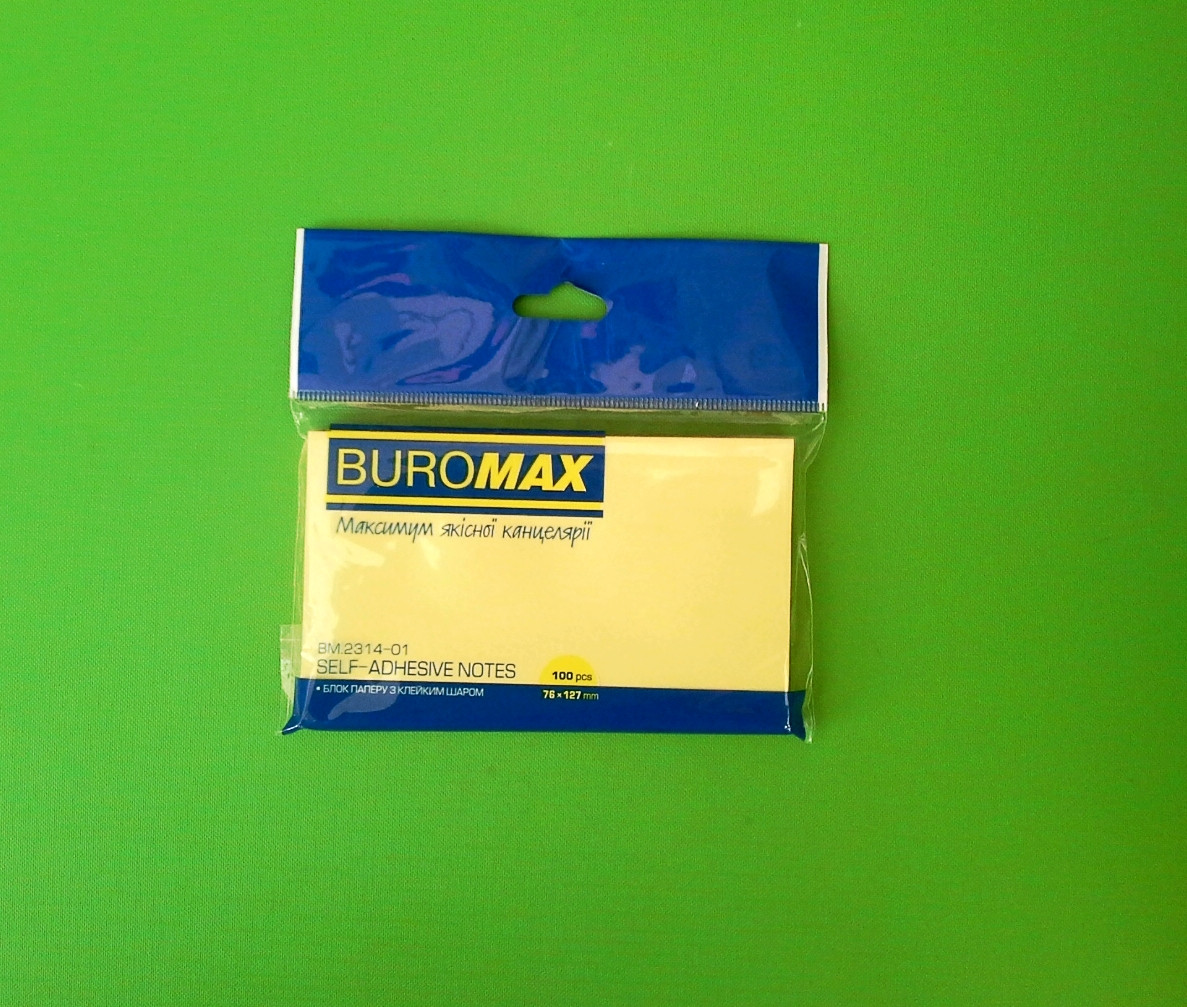 BUROMAX
Максимум якісної канцелярії
BM.2314-01
SELF-ADHESIVE NOTES
100 pcs
• БЛОК ПАПЕРУ З КЛЕЙКИМ ШАРОМ
76×127 mm